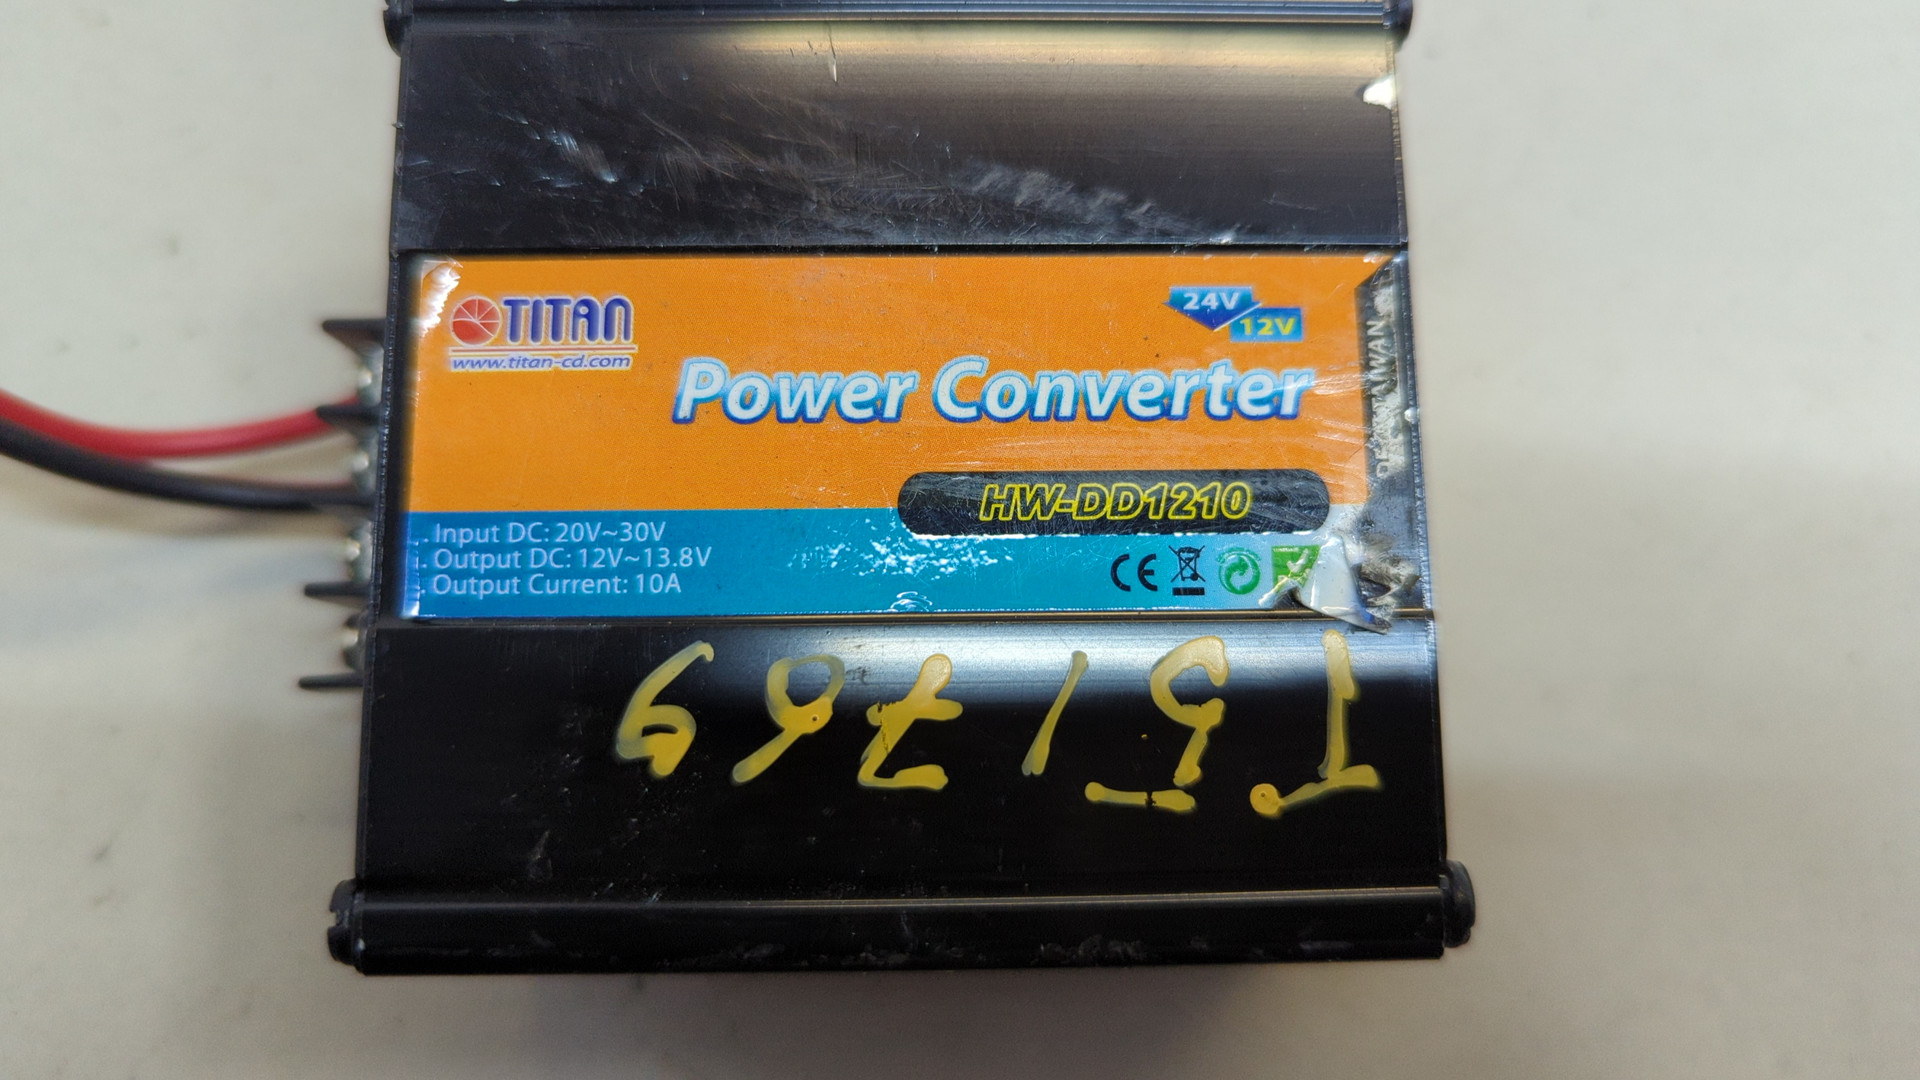 TITAN
www.titan-cd.com
24V
12V
Power Converter
HW-DD1210
. Input DC: 20V~30V
. Output DC: 12V~13.8V
. Output Current: 10A
CE
TAIWAN
T51769